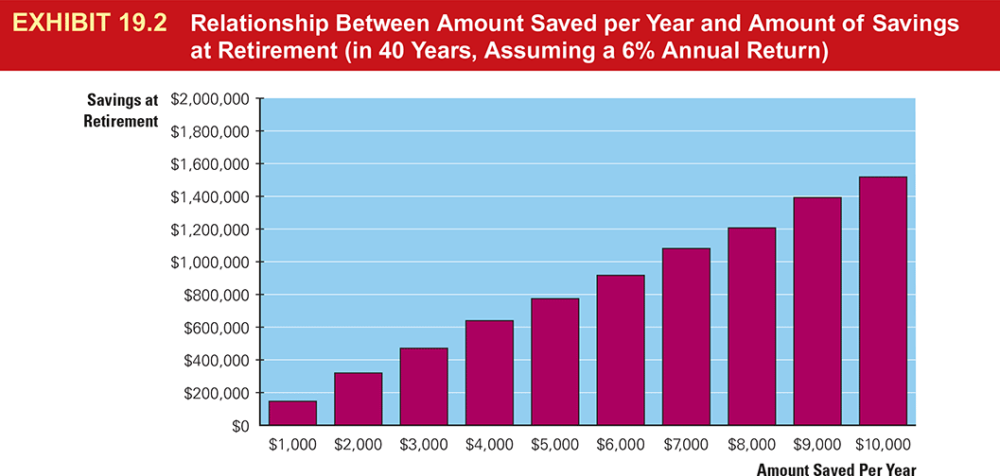 EXHIBIT 19.2 Relationship Between Amount Saved per Year and Amount of Savings
at Retirement (in 40 Years, Assuming a 6% Annual Return)
Savings at
Retirement
$2,000,000
$1,800,000
$1,600,000
$1,400,000
$1,200,000
$1,000,000
$800,000
$600,000
$400,000
$200,000
$0
$1,000 $2,000 $3,000 $4,000 $5,000 $6,000 $7,000 $8,000 $9,000 $10,000
Amount Saved Per Year